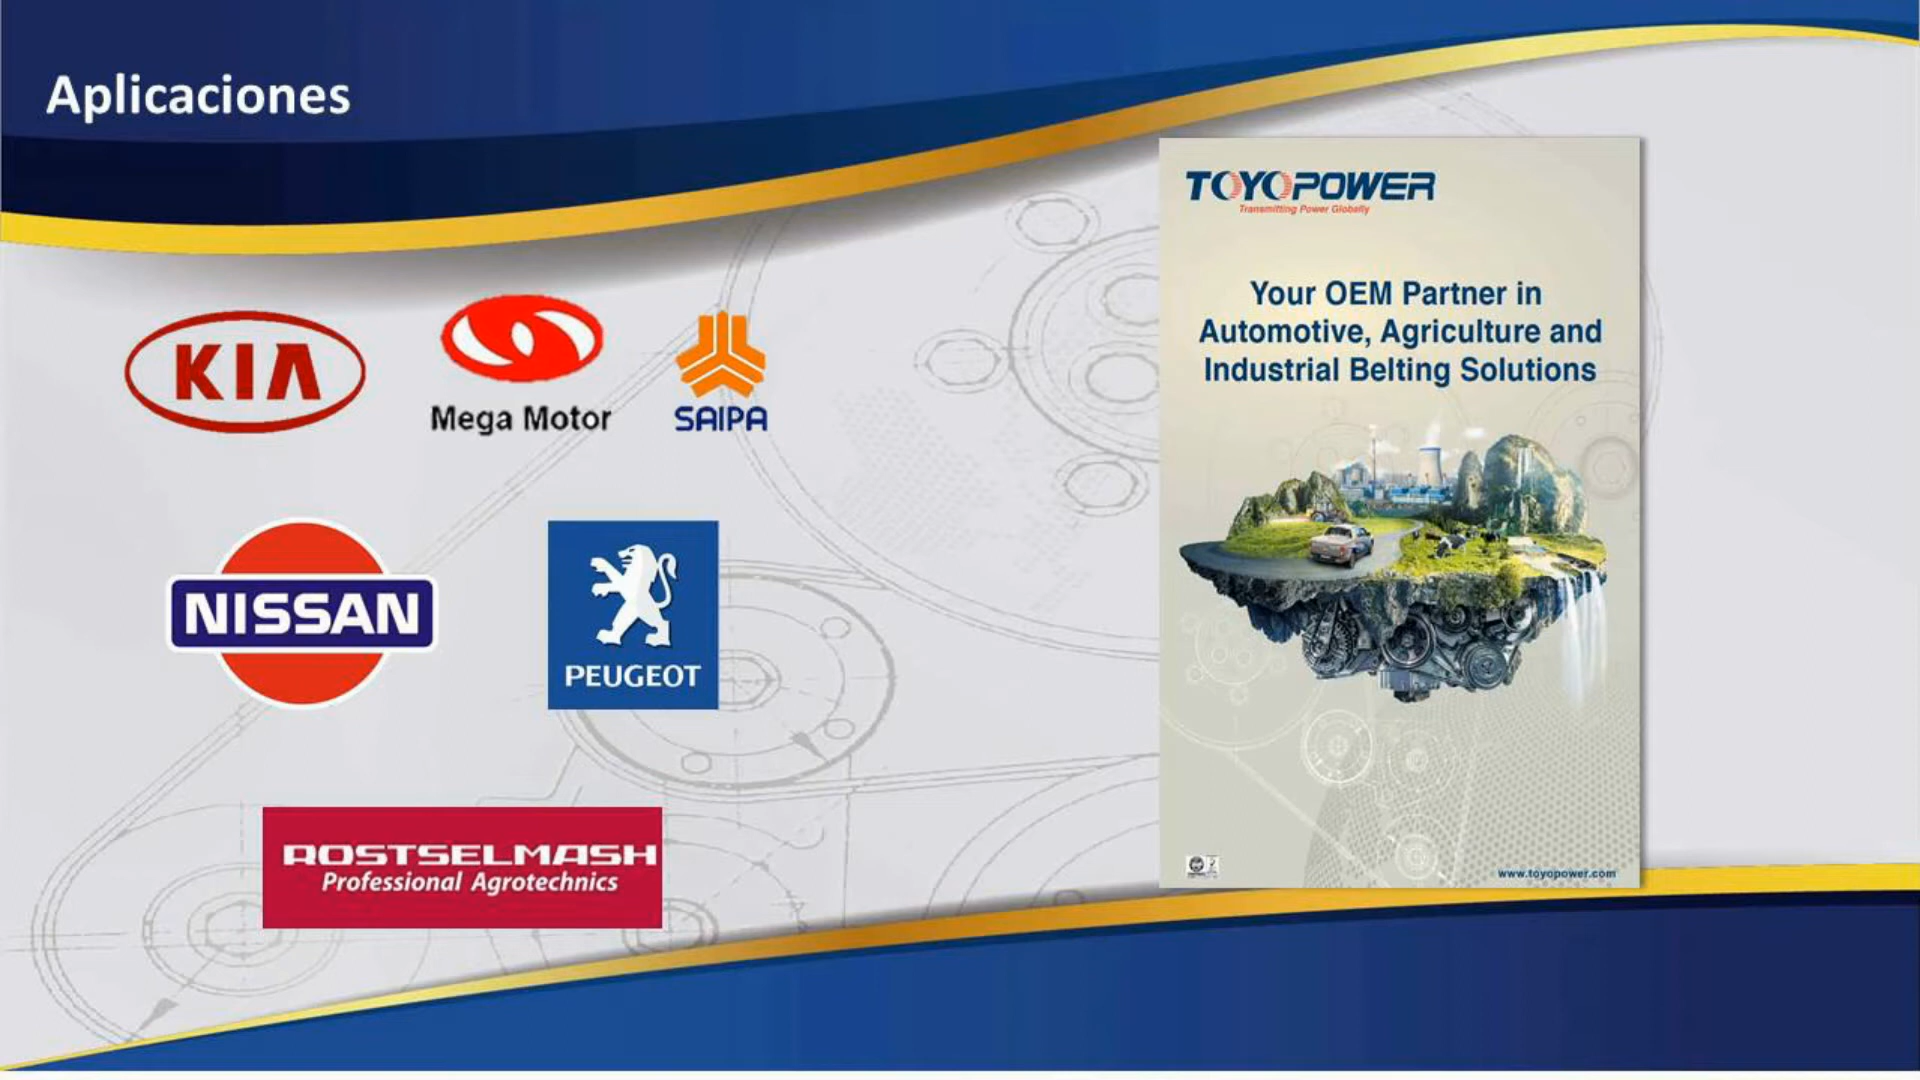 Aplicaciones
KIA
Mega Motor
SAIPA
NISSAN
PEUGEOT
ROSTSELMASH
Professional Agrotechnics
TOYOPOWER
Transmitting Power Globally
Your OEM Partner in
Automotive, Agriculture and
Industrial Belting Solutions
www.toyopower.com